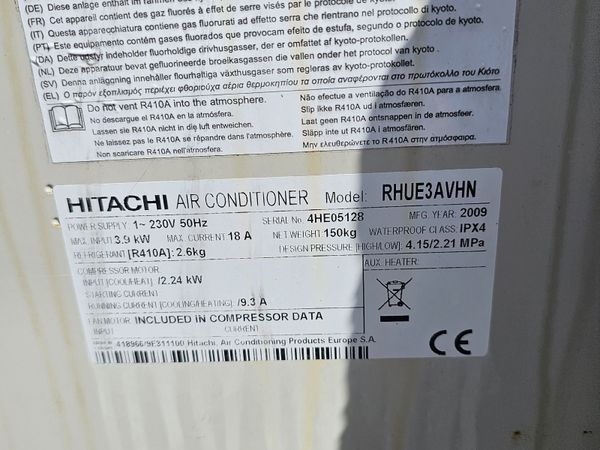 (DE) Diese anlage enthält im rahmen des
(FR) Cet appareil contient des gaz fluorés à effet de serre visés par le protocole de kyoto
(IT) Questa apparecchiatura contiene gas fluorurati ad effetto serra che rientrano nel protocollo di kyoto.
(PT) Este equipamento contém gases fluorados que provocam efeito de estufa, segundo o protocolo de kyoto
(DA) Dette udstyr indeholder fluorholdige drivhusgasser, der er omfattet af kyoto-protokollen.
(NL) Deze apparatuur bevat gefluorineerde broeikasgassen die vallen onder het protocol van kyoto.
(SV) Denna anläggning innehåller flourhaltiga växthusgaser som regleras av kyoto-protokollet.
(EL) Ο παρόν εξοπλισμός περιέχει φθοριούχα αέρια θερμοκηπίου τα οποία αναφέρονται στο πρωτόκολλο του Κιότο
Do not vent R410A into the atmosphere.
No descargue el R410A en la atmósfera.
Lassen sie R410A nicht in die luft entweichen.
Ne laissez pas le R410A se répandre dans l'atmosphere.
Non scaricare R410A nell'atmosfera.
Não effectue a ventilação do R410A para a atmosfera.
Slip ikke R410A ud i atmosfæren.
Laat geen R410A ontsnappen in de atmosfeer.
Släpp inte ut R410A i atmosfären.
Μην εκλύετε το R410A στην ατμόσφαιρα.
HITACHI AIR CONDITIONER Model: RHUE3AVHN
POWER SUPPLY: 1~ 230V 50Hz SERIAL No. 4HE05128 MFG. YEAR: 2009
MAX. INPUT 3.9 kW MAX. CURRENT 18 A NET WEIGHT: 150kg WATERPROOF CLASS. IPX4
REFRIGERANT [R410A]: 2.6kg DESIGN PRESSURE [HIGH/LOW]: 4.15/2.21 MPa
COMPRESSOR MOTOR AUX. HEATER:
INPUT [COOL/HEAT] /2.24 kW
STARTING CURRENT
RUNNING CURRENT [COOLING/HEATING] /9.3 A
FAN MOTOR INCLUDED IN COMPRESSOR DATA
INPUT CURRENT
418966/9E311100 Hitachi. Air Conditioning Products Europe S.A.
CE